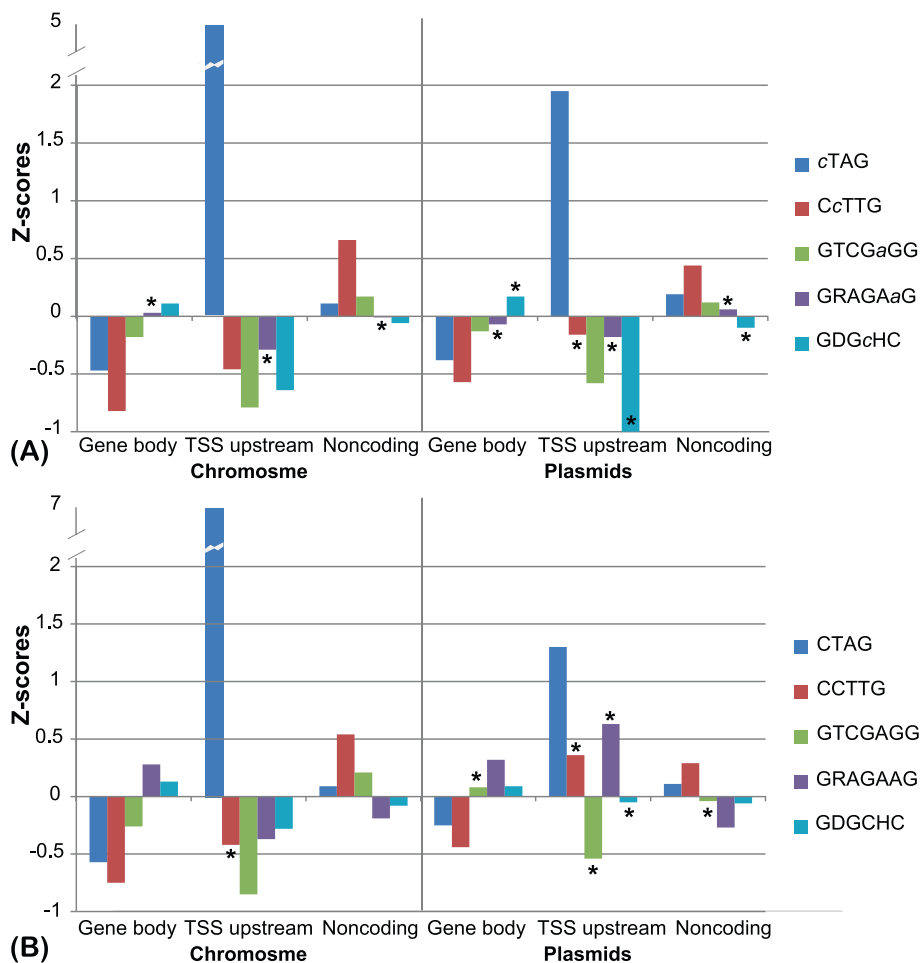 5
2
1.5
1
0.5
0
-0.5
-1
Z-scores
* * * * * * * * * *
Gene body TSS upstream Noncoding Gene body TSS upstream Noncoding
(A) Chromosme Plasmids
cTAG
CcTTG
GTCGaGG
GRAGAaG
GDGcHC
7
2
1.5
1
0.5
0
-0.5
-1
Z-scores
* * * * * * *
Gene body TSS upstream Noncoding Gene body TSS upstream Noncoding
(B) Chromosme Plasmids
CTAG
CCTTG
GTCGAGG
GRAGAAG
GDGCHC